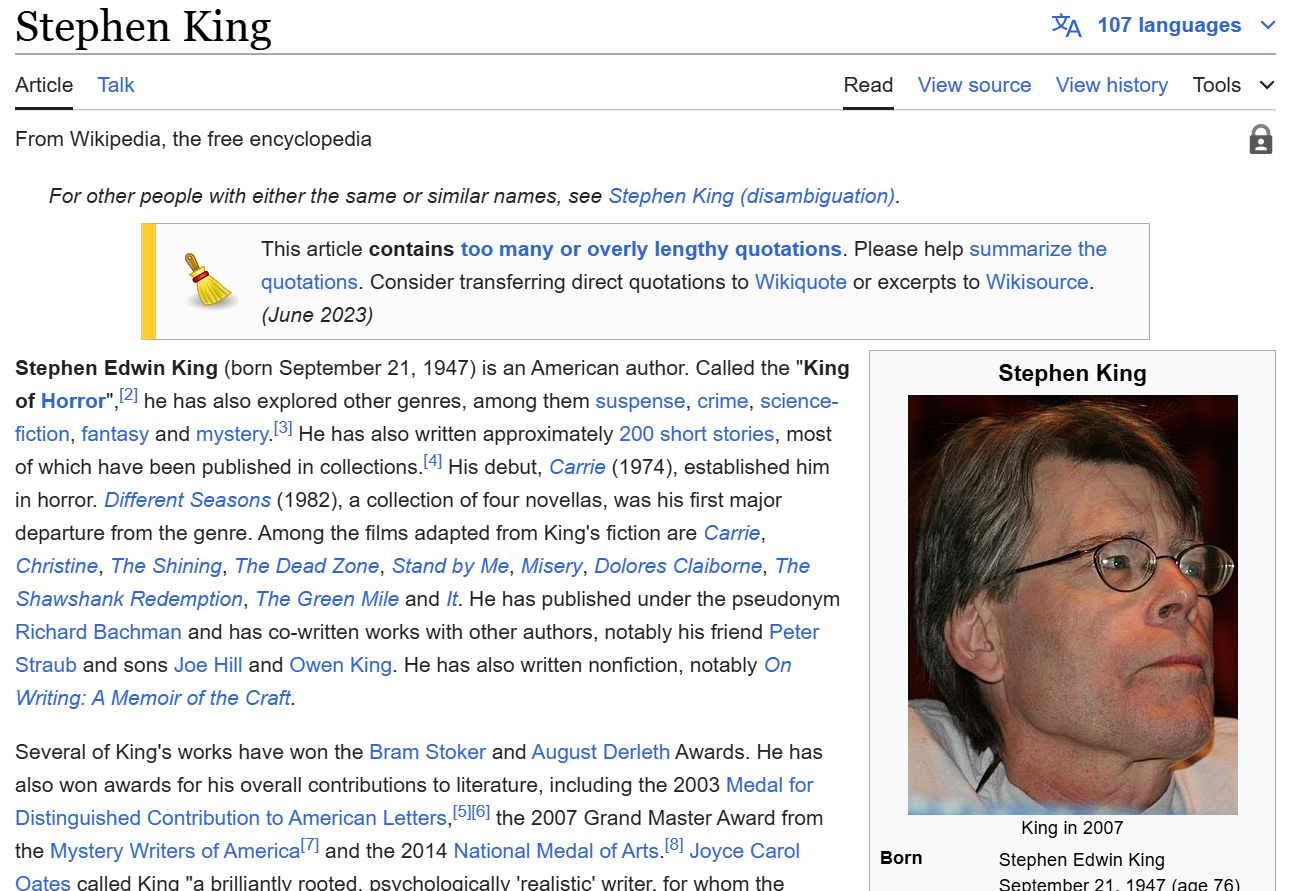 Stephen King
107 languages
Article Talk
Read View source View history Tools
From Wikipedia, the free encyclopedia
For other people with either the same or similar names, see Stephen King (disambiguation).
This article contains too many or overly lengthy quotations. Please help summarize the
quotations. Consider transferring direct quotations to Wikiquote or excerpts to Wikisource.
(June 2023)
Stephen Edwin King (born September 21, 1947) is an American author. Called the "King
of Horror",[2] he has also explored other genres, among them suspense, crime, science-
fiction, fantasy and mystery.[3] He has also written approximately 200 short stories, most
of which have been published in collections.[4] His debut, Carrie (1974), established him
in horror. Different Seasons (1982), a collection of four novellas, was his first major
departure from the genre. Among the films adapted from King's fiction are Carrie,
Christine, The Shining, The Dead Zone, Stand by Me, Misery, Dolores Claiborne, The
Shawshank Redemption, The Green Mile and It. He has published under the pseudonym
Richard Bachman and has co-written works with other authors, notably his friend Peter
Straub and sons Joe Hill and Owen King. He has also written nonfiction, notably On
Writing: A Memoir of the Craft.
Several of King's works have won the Bram Stoker and August Derleth Awards. He has
also won awards for his overall contributions to literature, including the 2003 Medal for
Distinguished Contribution to American Letters,[5][6] the 2007 Grand Master Award from
the Mystery Writers of America[7] and the 2014 National Medal of Arts.[8] Joyce Carol
Oates called King "a brilliantly rooted, psychologically 'realistic' writer, for whom the
Stephen King
King in 2007
Born Stephen Edwin King
September 21, 1947 (age 76)